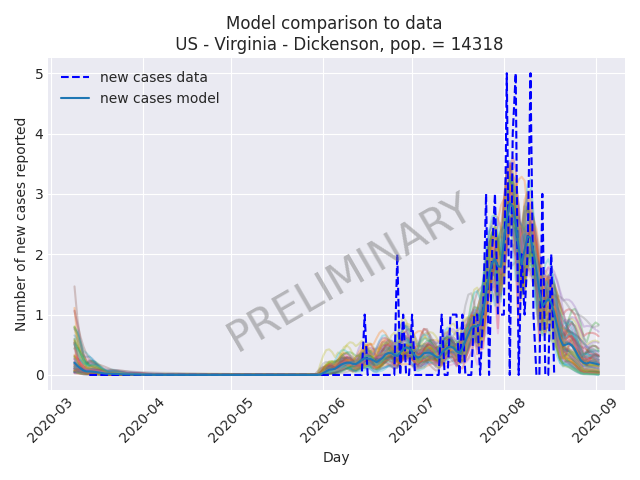 Model comparison to data
US - Virginia - Dickenson, pop. = 14318
new cases data
new cases model
PRELIMINARY
Number of new cases reported
5
4
3
2
1
0
2020-03
2020-04
2020-05
2020-06
2020-07
2020-08
2020-09
Day